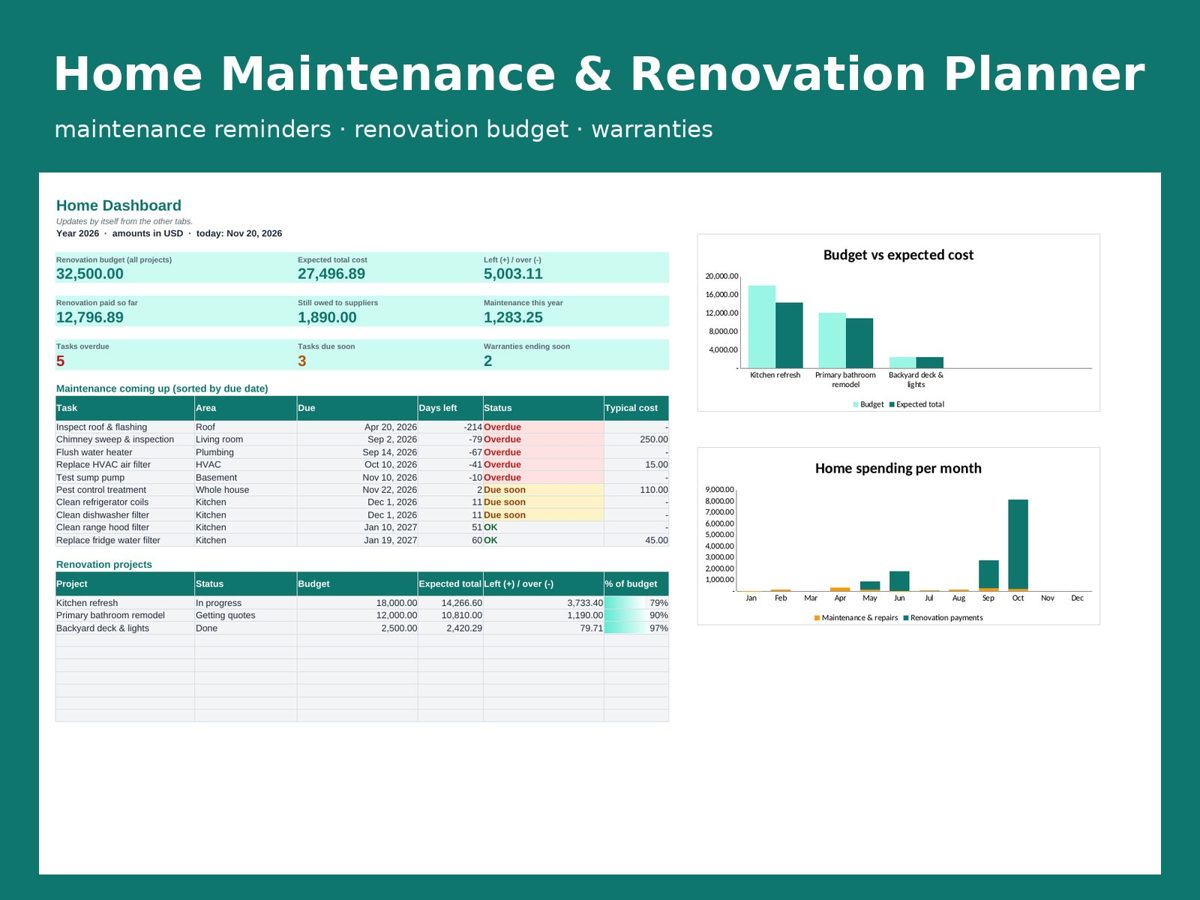 Home Maintenance & Renovation Planner
maintenance reminders · renovation budget · warranties
Home Dashboard
Updates by itself from the other tabs.
Year 2026 · amounts in USD · today: Nov 20, 2026
Renovation budget (all projects) Expected total cost Left (+) / over (-)
32,500.00 27,496.89 5,003.11
Renovation paid so far Still owed to suppliers Maintenance this year
12,796.89 1,890.00 1,283.25
Tasks overdue Tasks due soon Warranties ending soon
5 3 2
Maintenance coming up (sorted by due date)
Task Area Due Days left Status Typical cost
Inspect roof & flashing Roof Apr 20, 2026 -214 Overdue -
Chimney sweep & inspection Living room Sep 2, 2026 -79 Overdue 250.00
Flush water heater Plumbing Sep 14, 2026 -67 Overdue -
Replace HVAC air filter HVAC Oct 10, 2026 -41 Overdue 15.00
Test sump pump Basement Nov 10, 2026 -10 Overdue -
Pest control treatment Whole house Nov 22, 2026 2 Due soon 110.00
Clean refrigerator coils Kitchen Dec 1, 2026 11 Due soon -
Clean dishwasher filter Kitchen Dec 1, 2026 11 Due soon -
Clean range hood filter Kitchen Jan 10, 2027 51 OK -
Replace fridge water filter Kitchen Jan 19, 2027 60 OK 45.00
Renovation projects
Project Status Budget Expected total Left (+) / over (-) % of budget
Kitchen refresh In progress 18,000.00 14,266.60 3,733.40 79%
Primary bathroom remodel Getting quotes 12,000.00 10,810.00 1,190.00 90%
Backyard deck & lights Done 2,500.00 2,420.29 79.71 97%
Budget vs expected cost
20,000.00
16,000.00
12,000.00
8,000.00
4,000.00
-
Kitchen refresh Primary bathroom Backyard deck &
remodel lights
Budget Expected total
Home spending per month
9,000.00
8,000.00
7,000.00
6,000.00
5,000.00
4,000.00
3,000.00
2,000.00
1,000.00
-
Jan Feb Mar Apr May Jun Jul Aug Sep Oct Nov Dec
Maintenance & repairs Renovation payments